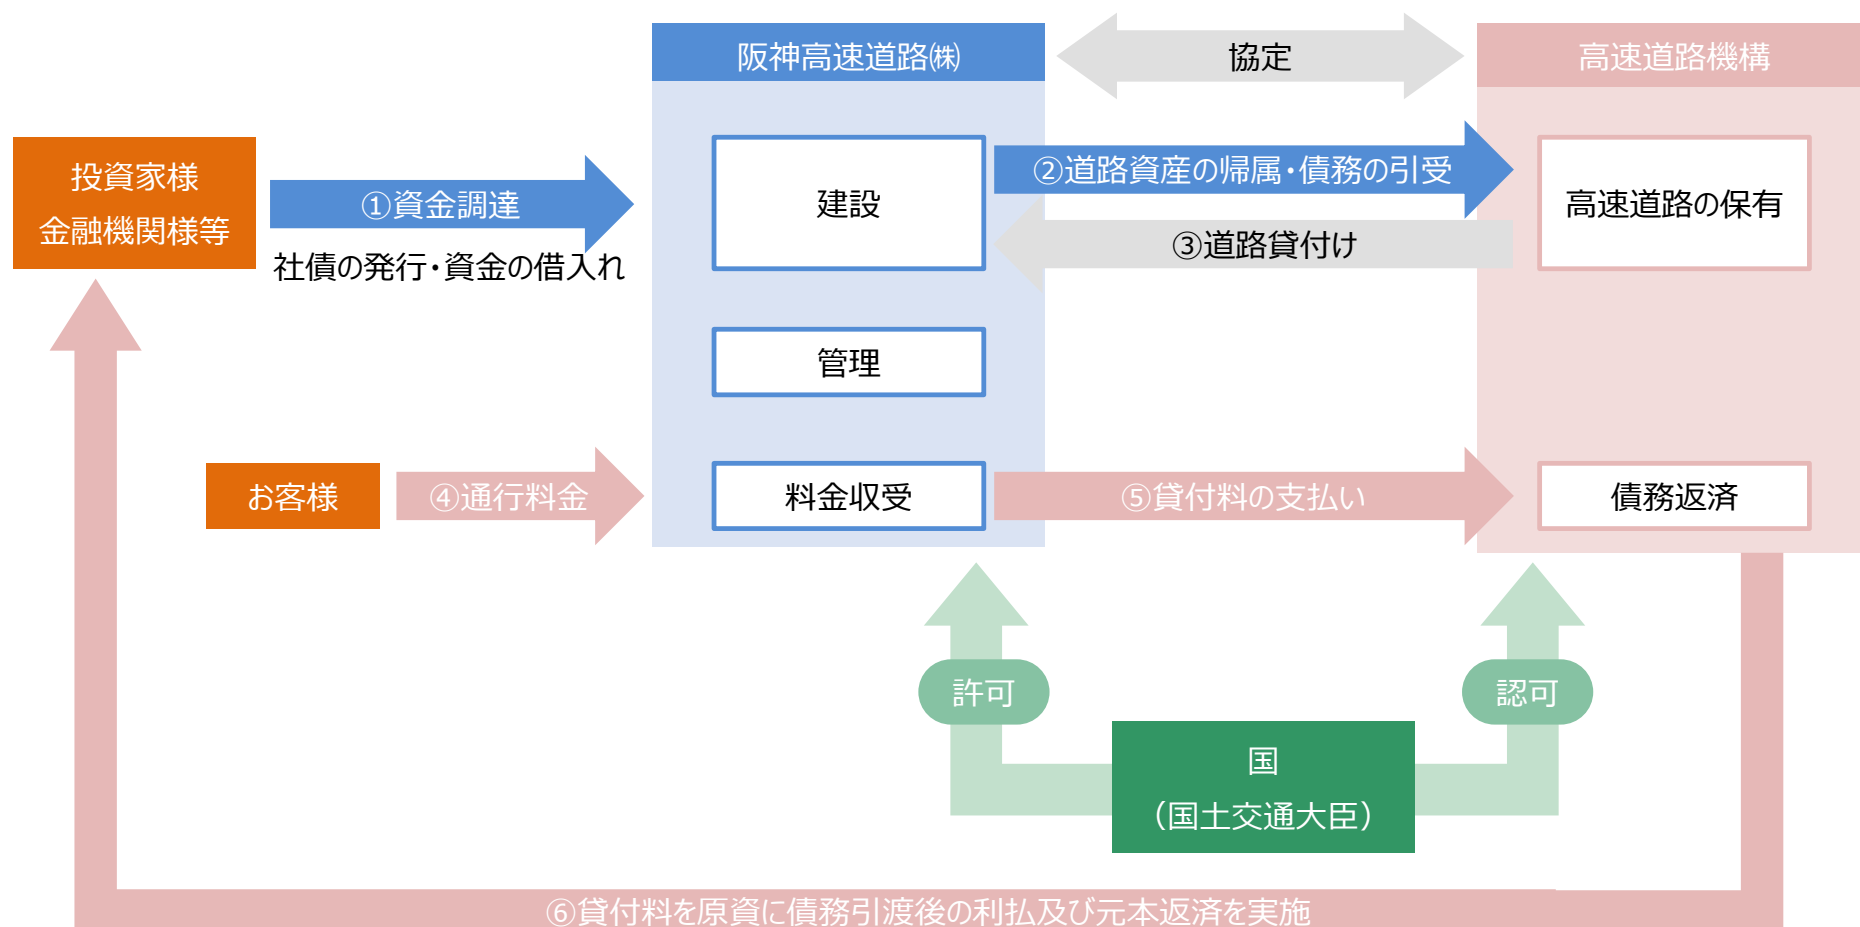 阪神高速道路㈱
協定
高速道路機構
投資家様
金融機関様等
①資金調達
社債の発行・資金の借入れ
建設
②道路資産の帰属・債務の引受
③道路貸付け
高速道路の保有
管理
お客様
④通行料金
料金収受
⑤貸付料の支払い
債務返済
許可
認可
国
（国土交通大臣）
⑥貸付料を原資に債務引渡後の利払及び元本返済を実施